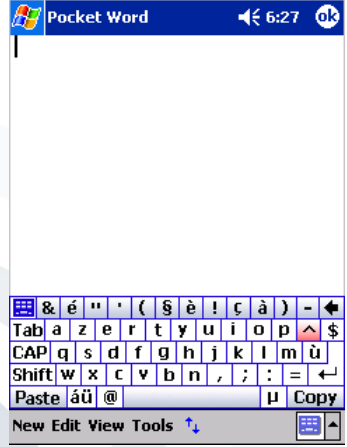 Pocket Word 6:27 ok
& é " ' ( § è ! ç à ) -
Tab a z e r t y u i o p ^ $
CAP q s d f g h j k l m ù
Shift w x c v b n , ; : =
Paste áü @ µ Copy
New Edit View Tools